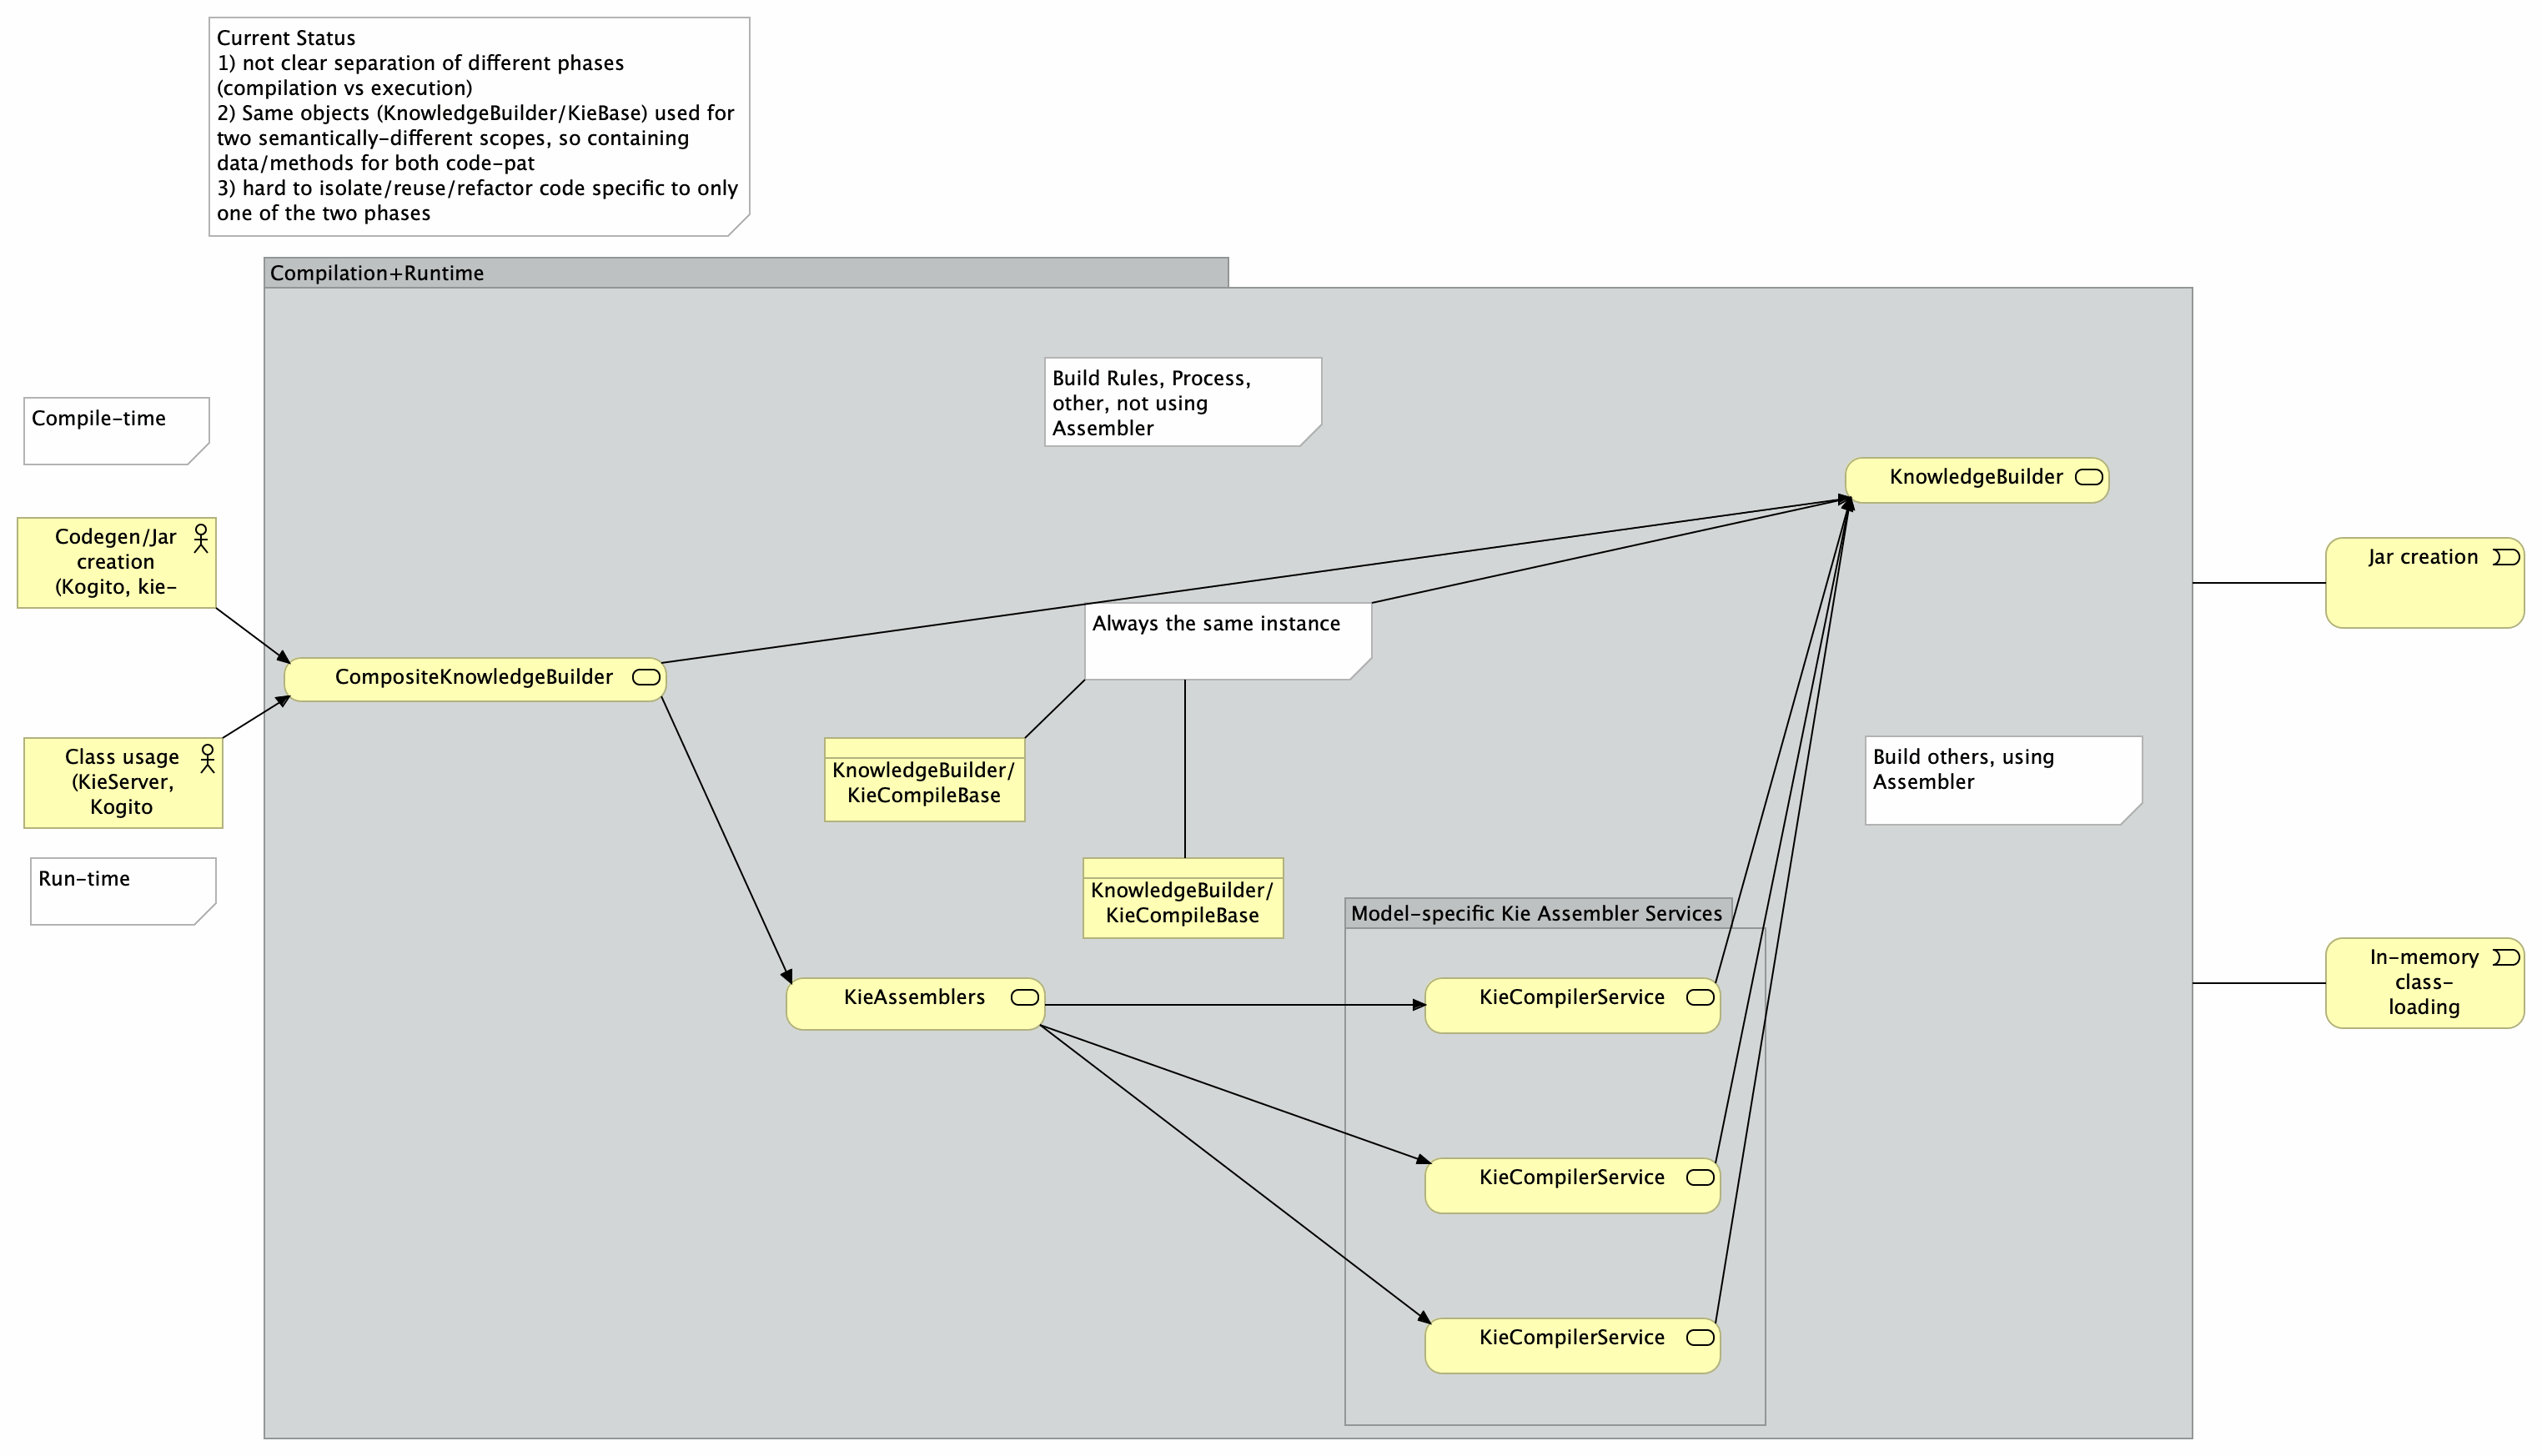 Current Status
1) not clear separation of different phases
(compilation vs execution)
2) Same objects (KnowledgeBuilder/KieBase) used for
two semantically-different scopes, so containing
data/methods for both code-pat
3) hard to isolate/reuse/refactor code specific to only
one of the two phases
Compilation+Runtime
Build Rules, Process,
other, not using
Assembler
Compile-time
KnowledgeBuilder
Codegen/Jar
creation
(Kogito, kie-
Jar creation
Always the same instance
CompositeKnowledgeBuilder
Class usage
(KieServer,
Kogito
KnowledgeBuilder/
KieCompileBase
Build others, using
Assembler
Run-time
KnowledgeBuilder/
KieCompileBase
Model-specific Kie Assembler Services
In-memory
class-
loading
KieAssemblers
KieCompilerService
KieCompilerService
KieCompilerService